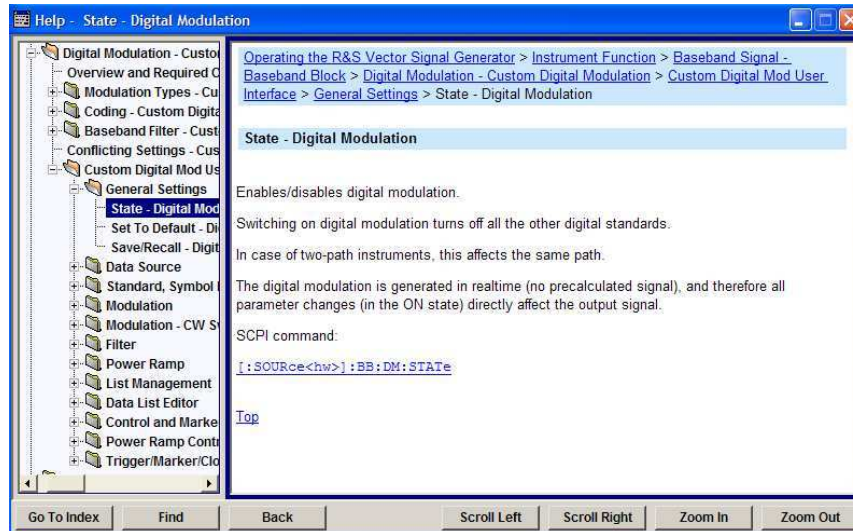 Help - State - Digital Modulation
Digital Modulation - Custo
Overview and Required C
Modulation Types - Cu
Coding - Custom Digita
Baseband Filter - Cust
Conflicting Settings - Cus
Custom Digital Mod Us
General Settings
State - Digital Mod
Set To Default - Di
Save/Recall - Digit
Data Source
Standard, Symbol
Modulation
Modulation - CW S
Filter
Power Ramp
List Management
Data List Editor
Control and Marke
Power Ramp Cont
Trigger/Marker/Clo
Operating the R&S Vector Signal Generator > Instrument Function > Baseband Signal -
Baseband Block > Digital Modulation - Custom Digital Modulation > Custom Digital Mod User
Interface > General Settings > State - Digital Modulation
State - Digital Modulation
Enables/disables digital modulation.
Switching on digital modulation turns off all the other digital standards.
In case of two-path instruments, this affects the same path.
The digital modulation is generated in realtime (no precalculated signal), and therefore all
parameter changes (in the ON state) directly affect the output signal.
SCPI command:
[:SOURce<hw>]:BB:DM:STATe
Top
Go To Index Find Back Scroll Left Scroll Right Zoom In Zoom Out